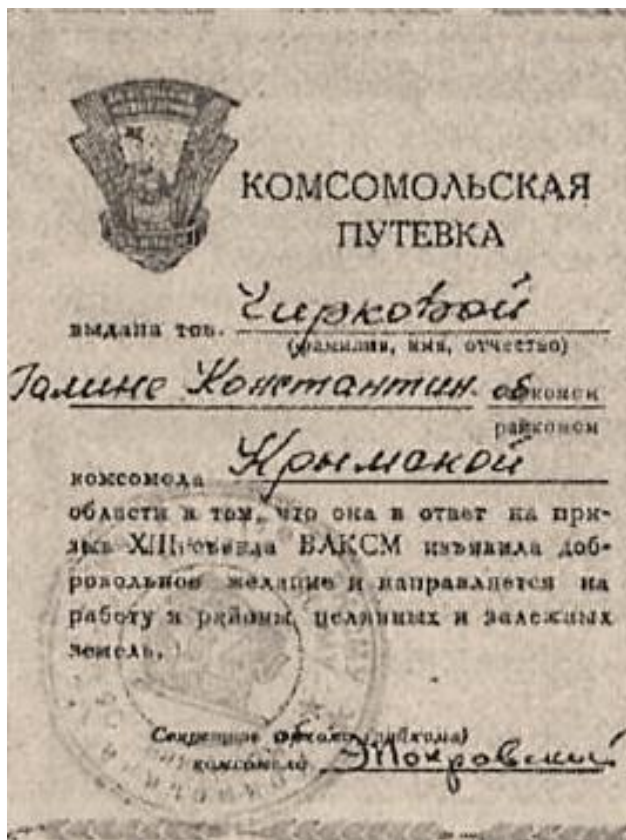 КОМСОМОЛЬСКАЯ
ПУТЕВКА
выдана тов. Чирковой
(фамилия, имя, отчество)
Галине Константин. обкомом
райкомом
комсомола Крымской
области в том, что она в ответ на при-
зыв XIII съезда ВЛКСМ изъявила доб-
ровольное желание и направляется на
работу в районы целинных и залежных
земель.
Секретарь обкома (райкома)
комсомола Покровский